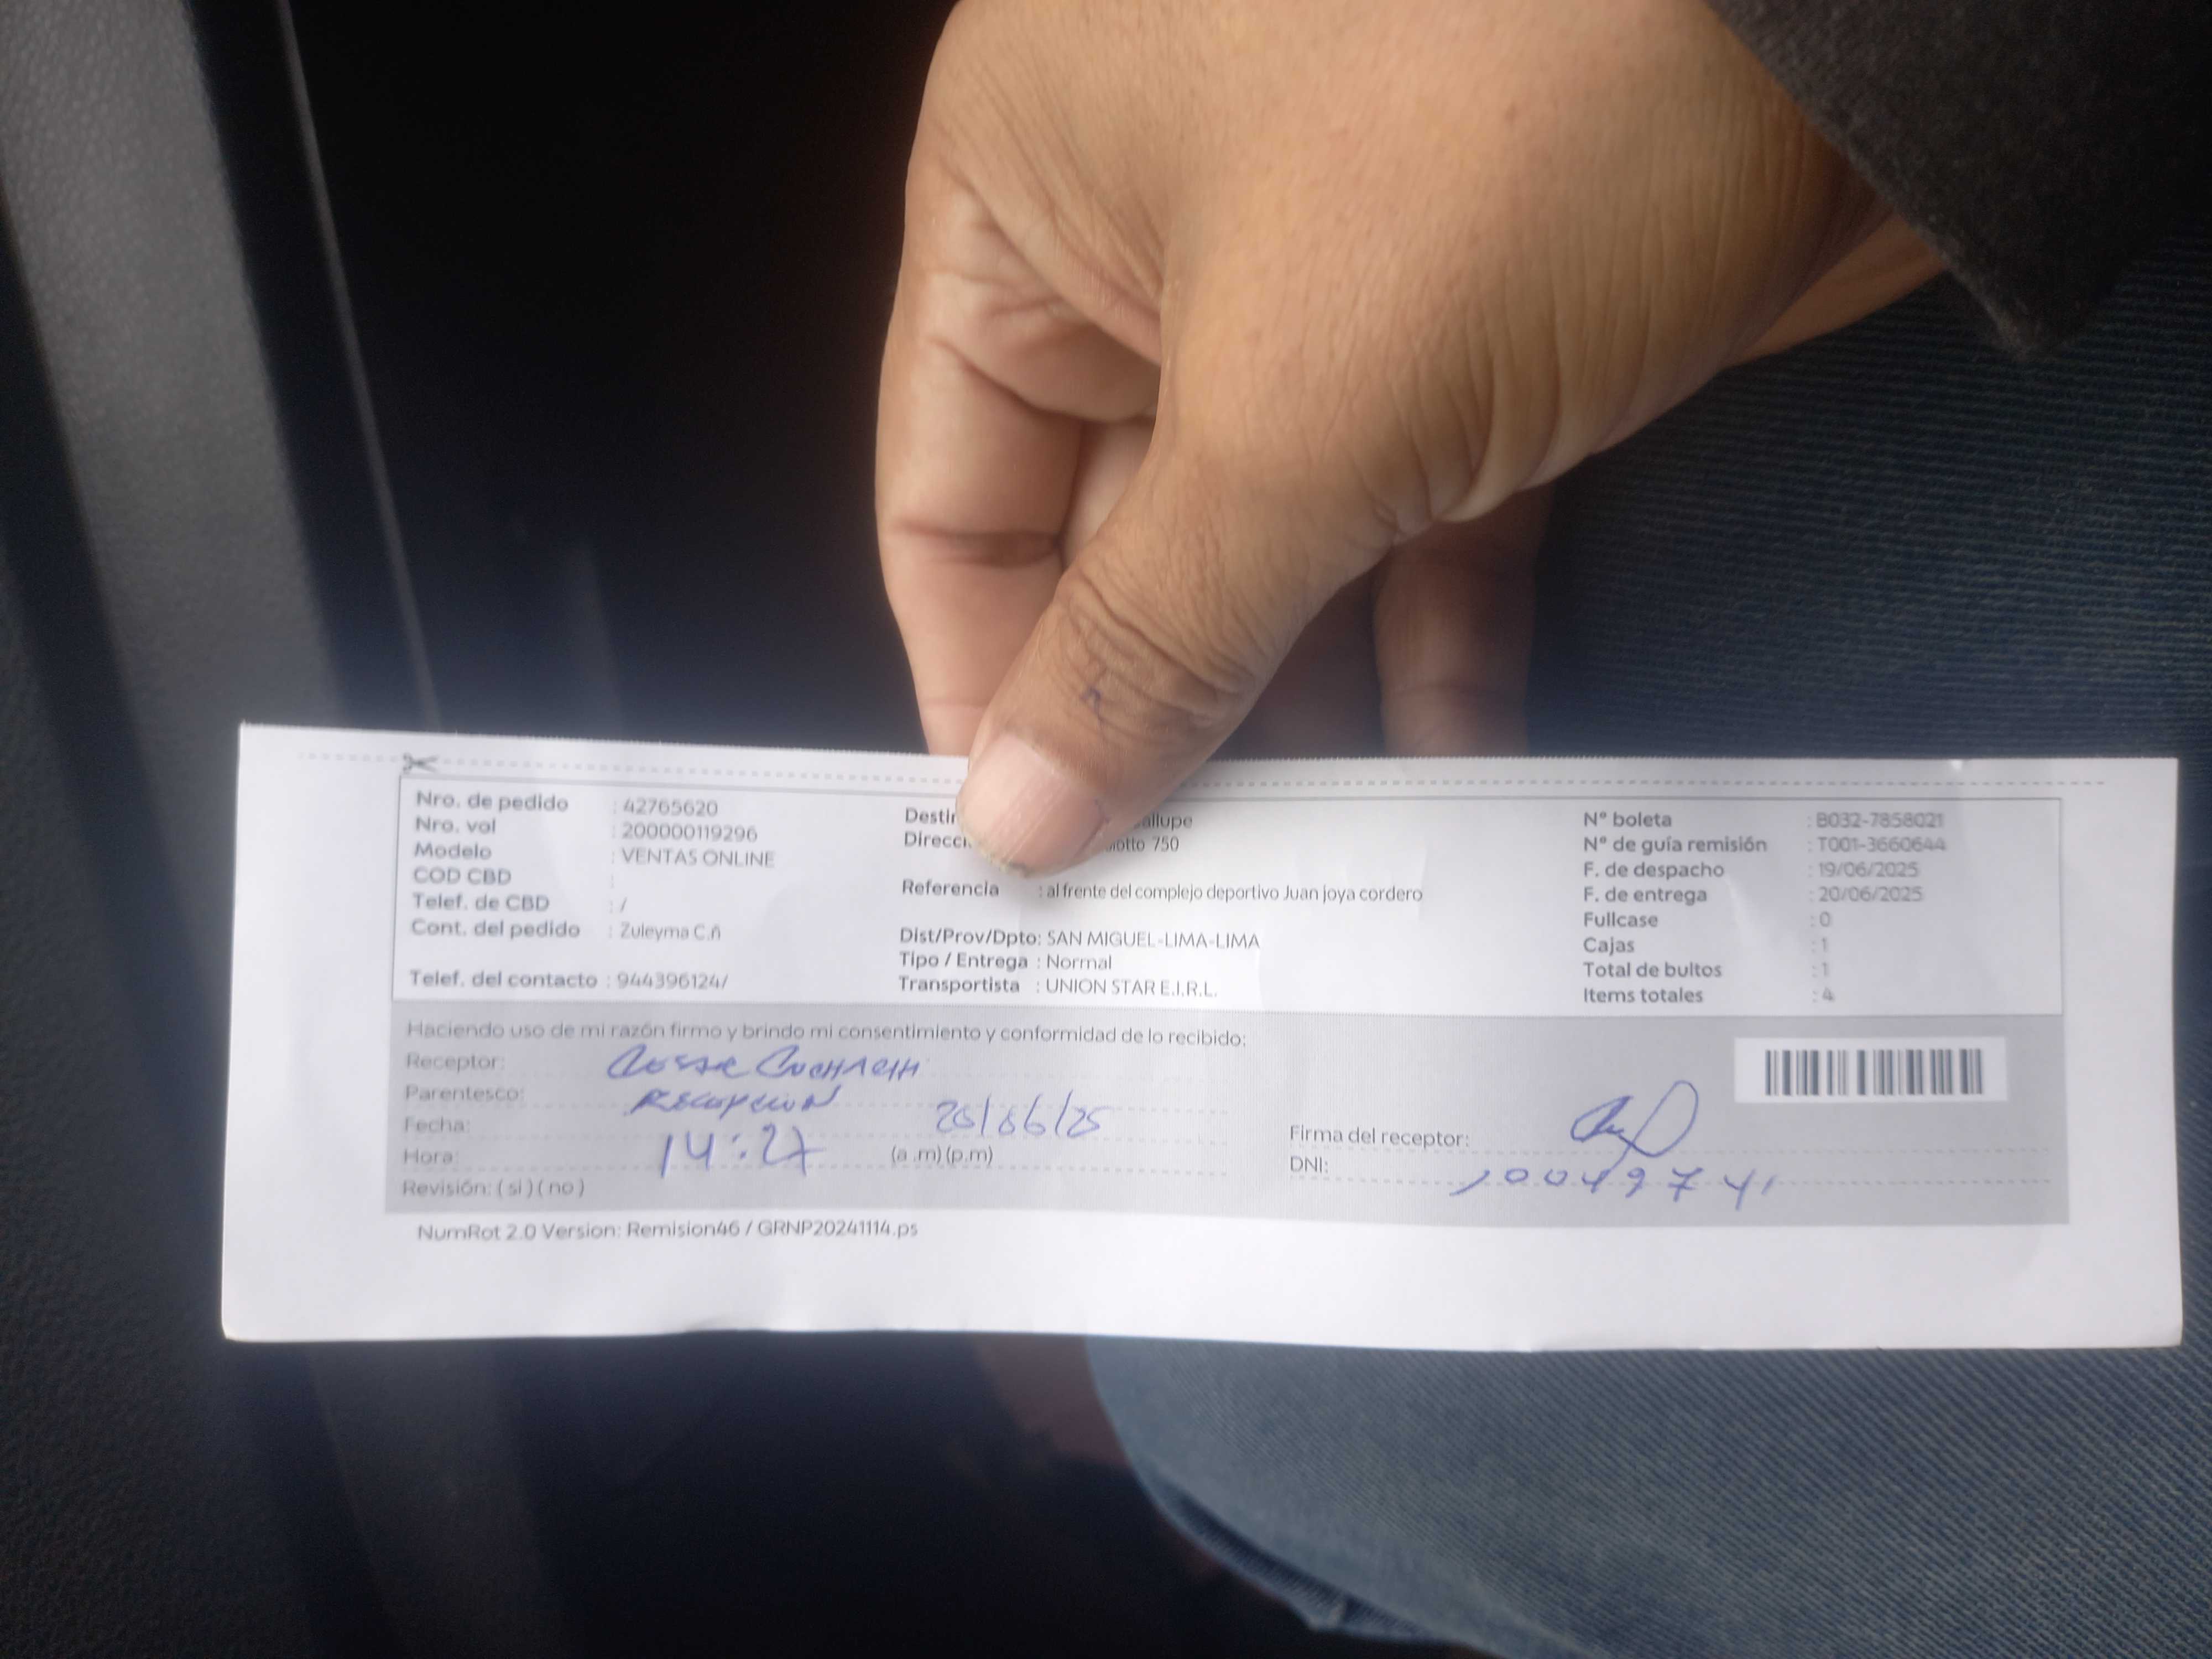 Nro. de pedido : 42765620
Nro. vol : 200000119296
Modelo : VENTAS ONLINE
COD CBD :
Telef. de CBD : /
Cont. del pedido : Zuleyma C.ñ
Telef. del contacto : 944396124/
750
Referencia : al frente del complejo deportivo Juan joya cordero
Dist/Prov/Dpto: SAN MIGUEL-LIMA-LIMA
Tipo / Entrega : Normal
Transportista : UNION STAR E.I.R.L.
N° boleta : B032-7858021
N° de guía remisión : T001-3660644
F. de despacho : 19/06/2025
F. de entrega : 20/06/2025
Fullcase : 0
Cajas : 1
Total de bultos : 1
Items totales : 4
Haciendo uso de mi razón firmo y brindo mi consentimiento y conformidad de lo recibido:
Receptor:
Parentesco: RECEPCION
Fecha: 20/06/25
Hora: 14:27 (a .m) (p.m)
Revisión: ( si ) ( no )
Firma del receptor:
DNI: 10049741
NumRot 2.0 Version: Remision46 / GRNP20241114.ps